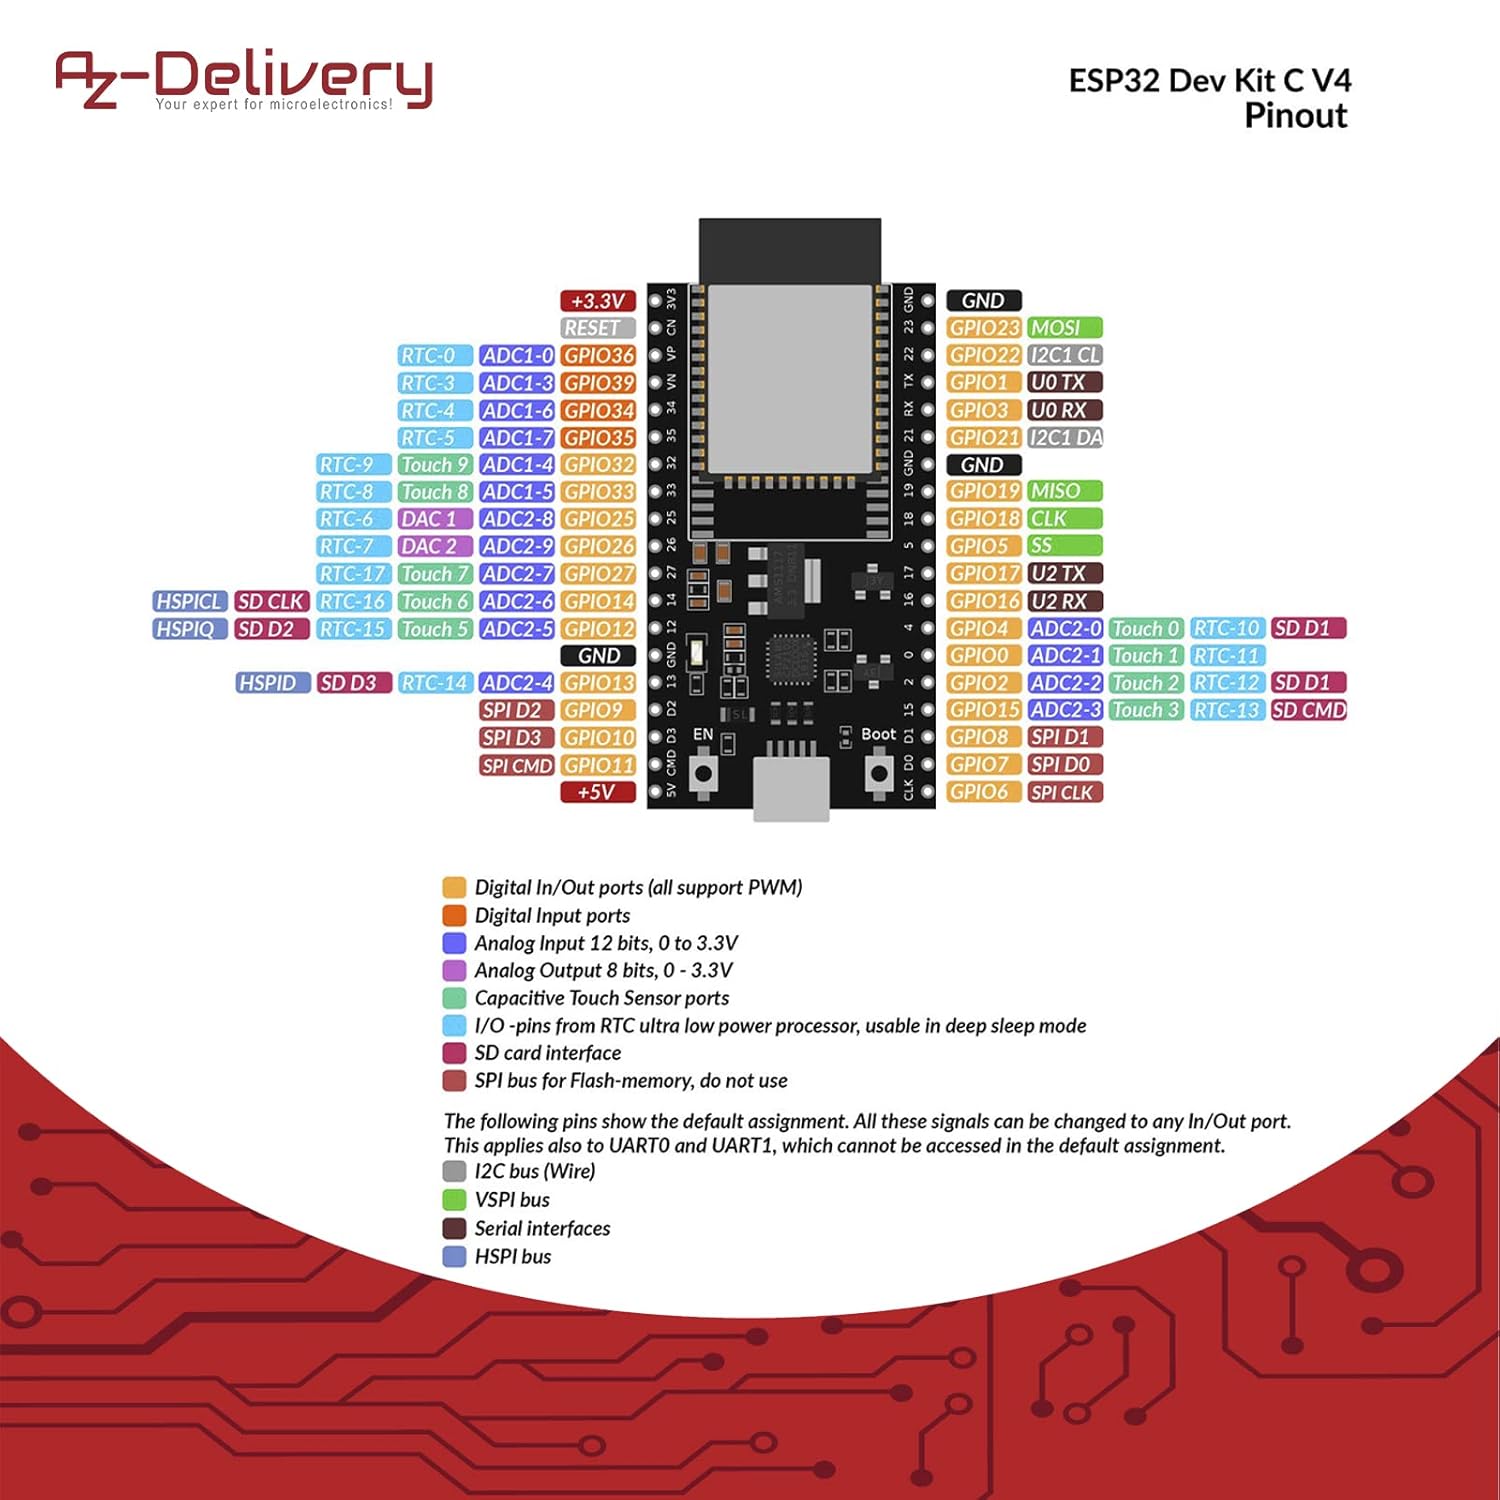 Az-Delivery
Your expert for microelectronics!
ESP32 Dev Kit C V4
Pinout
+3.3V 3V3 GND GND
RESET CN 23 GPIO23 MOSI
RTC-0 ADC1-0 GPIO36 VP 22 GPIO22 I2C1 CL
RTC-3 ADC1-3 GPIO39 VN TX GPIO1 U0 TX
RTC-4 ADC1-6 GPIO34 34 RX GPIO3 U0 RX
RTC-5 ADC1-7 GPIO35 35 21 GPIO21 I2C1 DA
RTC-9 Touch 9 ADC1-4 GPIO32 32 GND GND
RTC-8 Touch 8 ADC1-5 GPIO33 33 19 GPIO19 MISO
RTC-6 DAC 1 ADC2-8 GPIO25 25 18 GPIO18 CLK
RTC-7 DAC 2 ADC2-9 GPIO26 26 5 GPIO5 SS
RTC-17 Touch 7 ADC2-7 GPIO27 27 AMS1117 17 GPIO17 U2 TX
HSPICL SD CLK RTC-16 Touch 6 ADC2-6 GPIO14 14 16 GPIO16 U2 RX
HSPIQ SD D2 RTC-15 Touch 5 ADC2-5 GPIO12 12 4 GPIO4 ADC2-0 Touch 0 RTC-10 SD D1
GND GND 0 GPIO0 ADC2-1 Touch 1 RTC-11
HSPID SD D3 RTC-14 ADC2-4 GPIO13 13 2 GPIO2 ADC2-2 Touch 2 RTC-12 SD D1
SPI D2 GPIO9 D2 15 GPIO15 ADC2-3 Touch 3 RTC-13 SD CMD
SPI D3 GPIO10 D3 EN Boot D1 GPIO8 SPI D1
SPI CMD GPIO11 CMD D0 GPIO7 SPI D0
+5V 5V CLK GPIO6 SPI CLK
Digital In/Out ports (all support PWM)
Digital Input ports
Analog Input 12 bits, 0 to 3.3V
Analog Output 8 bits, 0 - 3.3V
Capacitive Touch Sensor ports
I/O -pins from RTC ultra low power processor, usable in deep sleep mode
SD card interface
SPI bus for Flash-memory, do not use
The following pins show the default assignment. All these signals can be changed to any In/Out port.
This applies also to UART0 and UART1, which cannot be accessed in the default assignment.
I2C bus (Wire)
VSPI bus
Serial interfaces
HSPI bus